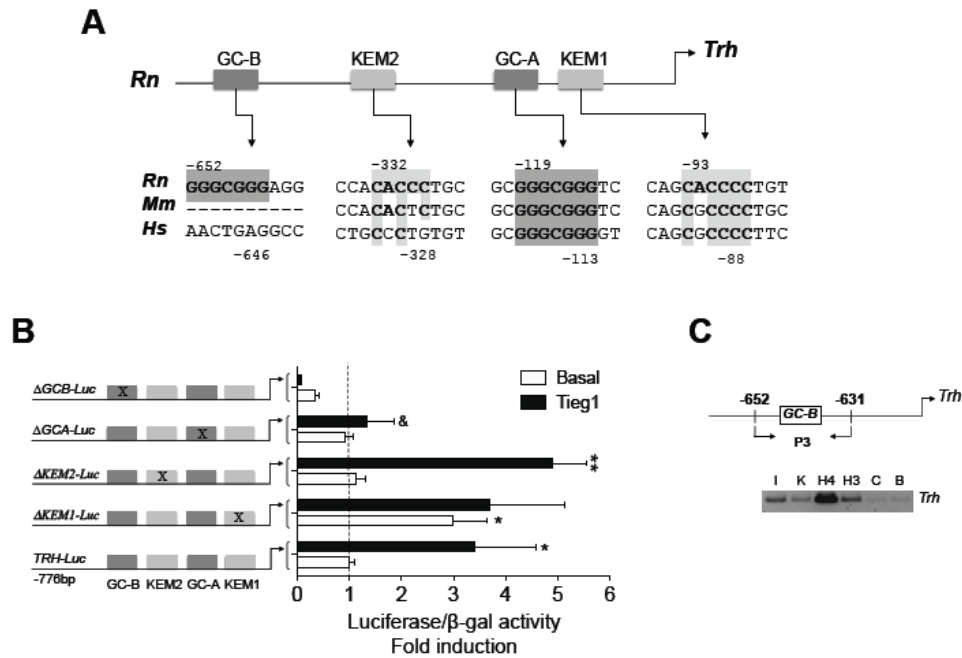 A
GC-B KEM2 GC-A KEM1 Trh
Rn
-652 -332 -119 -93
Rn GGGCGGGAGG CCACACCCTGC GCGGGCGGGTC CAGCACCCCTGT
Mm ---------- CCACACTCTGC GCGGGCGGGTC CAGCGCCCCTGC
Hs AACTGAGGCC CTGCCCTGTGT GCGGGCGGGGT CAGCGCCCCTTC
-646 -328 -113 -88
B
ΔGCB-Luc X
ΔGCA-Luc X
ΔKEM2-Luc X
ΔKEM1-Luc X
TRH-Luc
-776bp GC-B KEM2 GC-A KEM1
Basal
Tieg1
&
**
*
*
0 1 2 3 4 5 6
Luciferase/β-gal activity
Fold induction
C
-652 -631 Trh
GC-B
P3
I K H4 H3 C B
Trh